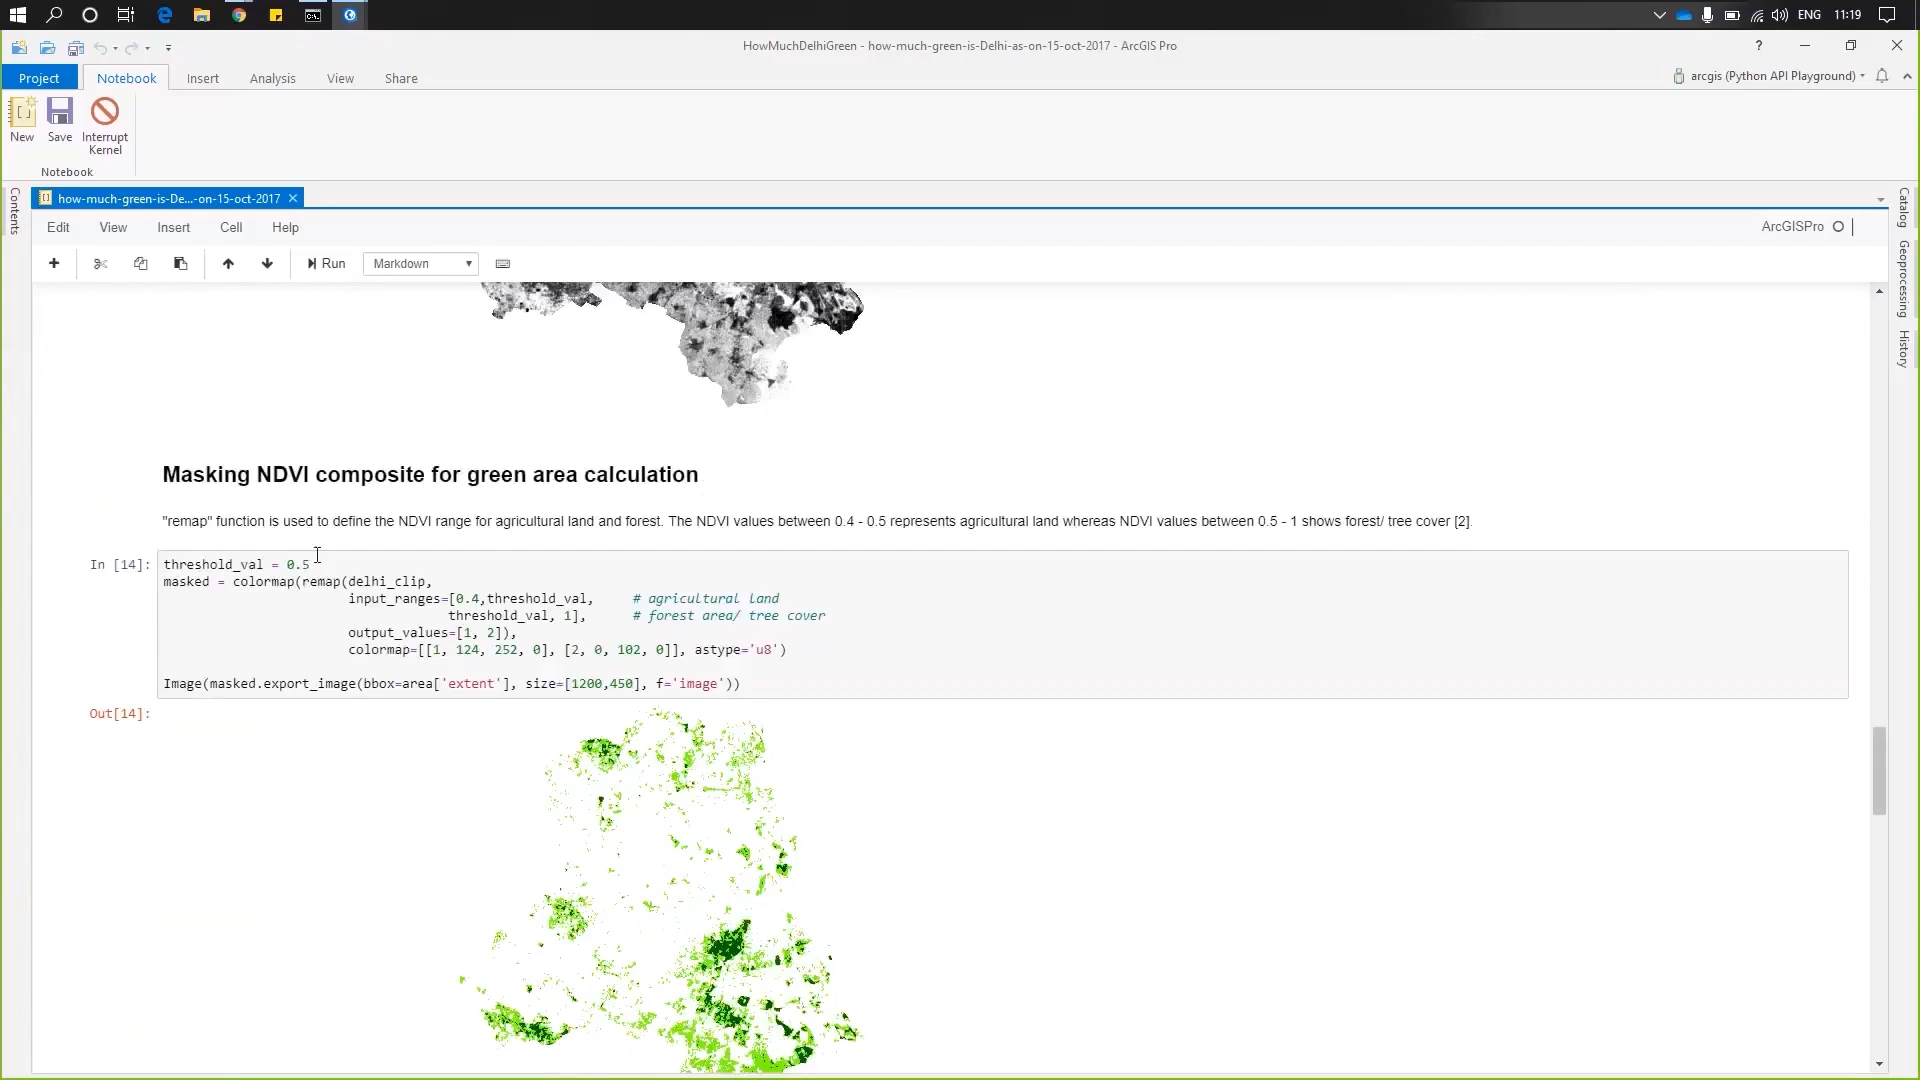 ENG 11:19
HowMuchDelhiGreen - how-much-green-is-Delhi-as-on-15-oct-2017 - ArcGIS Pro
?
Project Notebook Insert Analysis View Share
arcgis (Python API Playground)
New Save Interrupt Kernel
Notebook
Contents
how-much-green-is-De...-on-15-oct-2017
Catalog
Geoprocessing
History
Edit View Insert Cell Help
ArcGISPro
Run Markdown
Masking NDVI composite for green area calculation
"remap" function is used to define the NDVI range for agricultural land and forest. The NDVI values between 0.4 - 0.5 represents agricultural land whereas NDVI values between 0.5 - 1 shows forest/ tree cover [2].
In [14]: threshold_val = 0.5
masked = colormap(remap(delhi_clip,
input_ranges=[0.4,threshold_val, # agricultural land
threshold_val, 1], # forest area/ tree cover
output_values=[1, 2]),
colormap=[[1, 124, 252, 0], [2, 0, 102, 0]], astype='u8')
Image(masked.export_image(bbox=area['extent'], size=[1200,450], f='image'))
Out[14]: